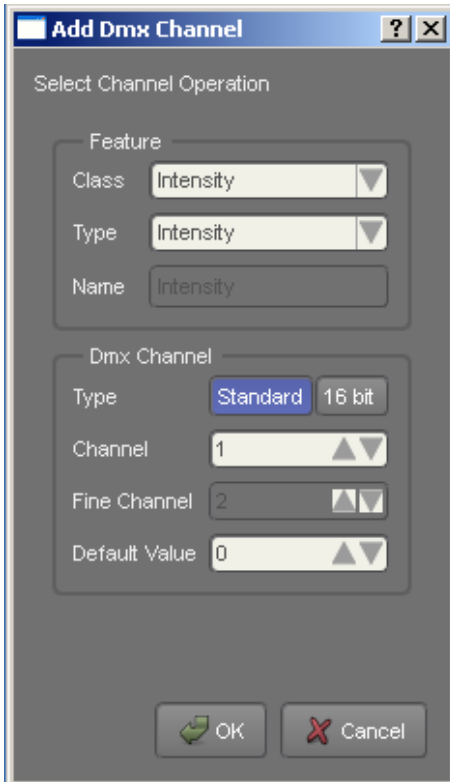 Add Dmx Channel
Select Channel Operation
Feature
Class Intensity
Type Intensity
Name Intensity
Dmx Channel
Type Standard 16 bit
Channel 1
Fine Channel 2
Default Value 0
OK Cancel